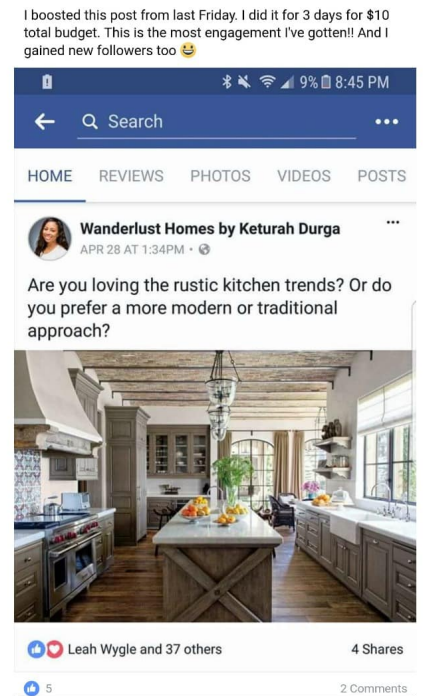 I boosted this post from last Friday. I did it for 3 days for $10
total budget. This is the most engagement I've gotten!! And I
gained new followers too 😃
9% 8:45 PM
Search
HOME REVIEWS PHOTOS VIDEOS POSTS
Wanderlust Homes by Keturah Durga
APR 28 AT 1:34PM •
Are you loving the rustic kitchen trends? Or do
you prefer a more modern or traditional
approach?
Leah Wygle and 37 others 4 Shares
5 2 Comments